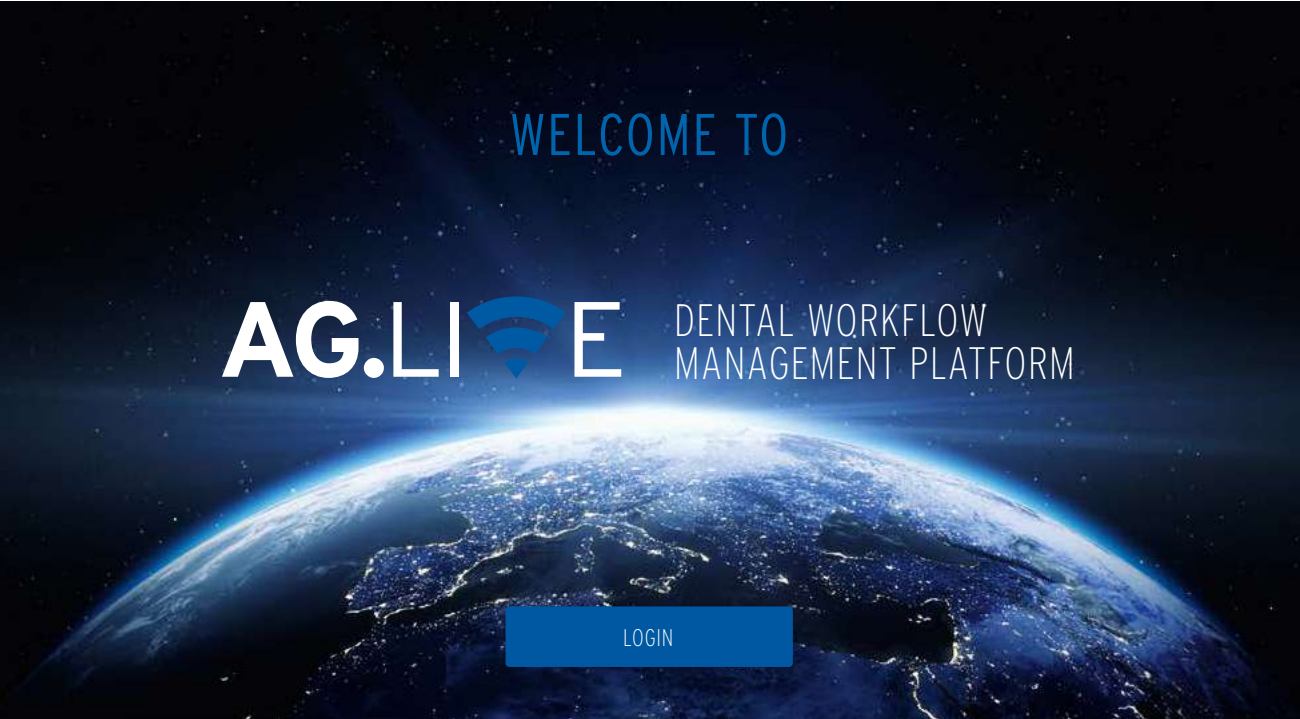 WELCOME TO
AG.LIVE
DENTAL WORKFLOW
MANAGEMENT PLATFORM
LOGIN